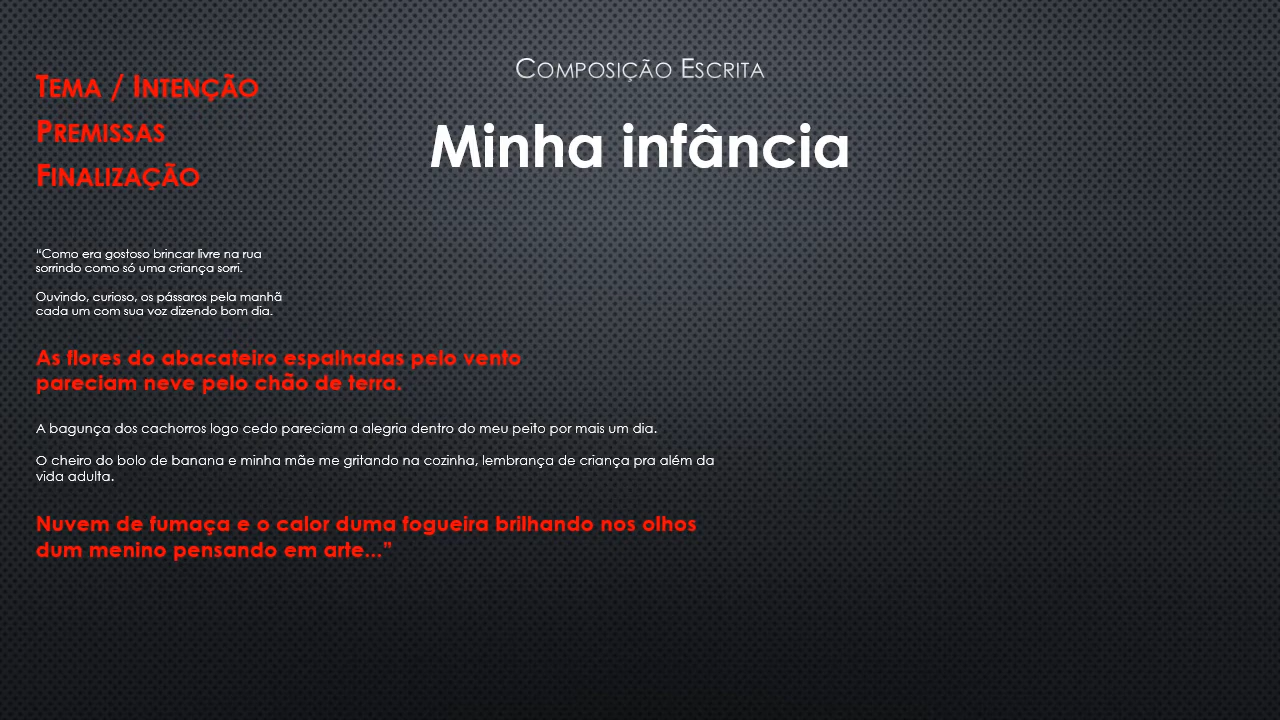 Composição Escrita
Tema / Intenção
Premissas
Finalização
Minha infância
“Como era gostoso brincar livre na rua
sorrindo como só uma criança sorri.
Ouvindo, curioso, os pássaros pela manhã
cada um com sua voz dizendo bom dia.
As flores do abacateiro espalhadas pelo vento
pareciam neve pelo chão de terra.
A bagunça dos cachorros logo cedo pareciam a alegria dentro do meu peito por mais um dia.
O cheiro do bolo de banana e minha mãe me gritando na cozinha, lembrança de criança pra além da
vida adulta.
Nuvem de fumaça e o calor duma fogueira brilhando nos olhos
dum menino pensando em arte...”